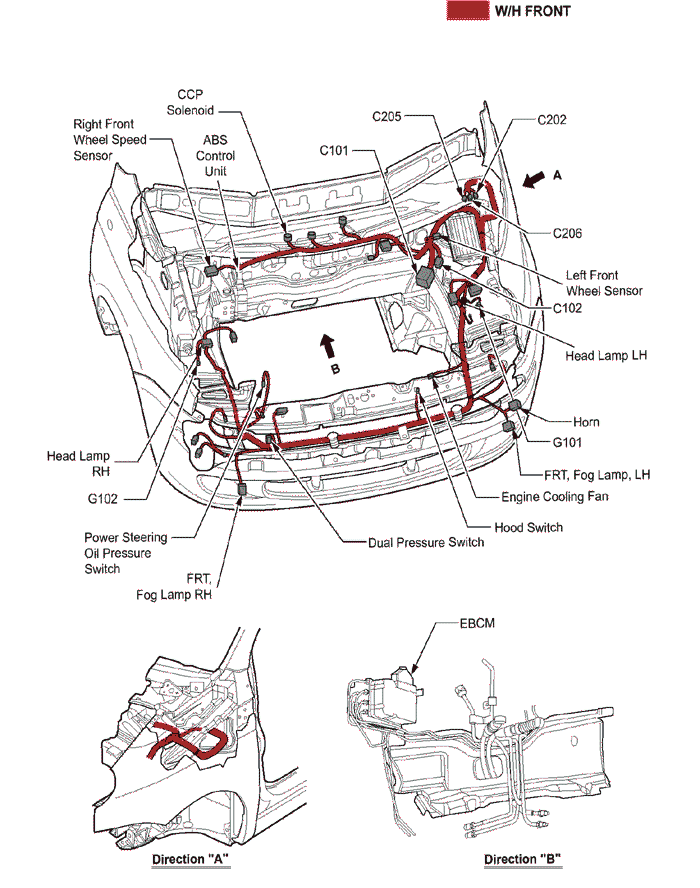 W/H FRONT
CCP
Solenoid
Right Front
Wheel Speed
Sensor
ABS
Control
Unit
C101
C205
C202
A
C206
Left Front
Wheel Sensor
C102
Head Lamp LH
B
Horn
G101
FRT, Fog Lamp, LH
Engine Cooling Fan
Hood Switch
Dual Pressure Switch
Head Lamp
RH
G102
Power Steering
Oil Pressure
Switch
FRT,
Fog Lamp RH
EBCM
Direction "A"
Direction "B"